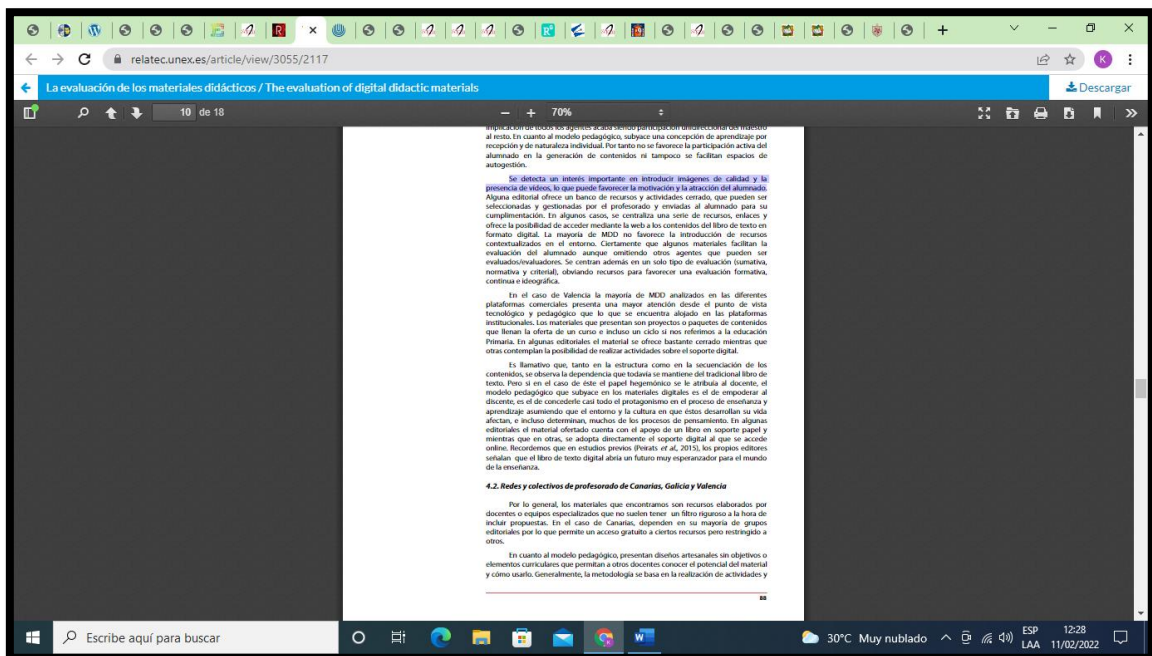 relatec.unex.es/article/view/3055/2117
K
La evaluación de los materiales didácticos / The evaluation of digital didactic materials
Descargar
10 de 18
70%
implicación de todos los agentes acaba siendo participación unidireccional del maestro
al resto. En cuanto al modelo pedagógico, subyace una concepción de aprendizaje por
recepción y de naturaleza individual. Por tanto no se favorece la participación activa del
alumnado en la generación de contenidos ni tampoco se facilitan espacios de
autogestión.
Se detecta un interés importante en introducir imágenes de calidad y la
presencia de vídeos, lo que puede favorecer la motivación y la atracción del alumnado.
Alguna editorial ofrece un banco de recursos y actividades cerrado, que pueden ser
seleccionadas y gestionadas por el profesorado y enviadas al alumnado para su
cumplimentación. En algunos casos, se centraliza una serie de recursos, enlaces y
ofrece la posibilidad de acceder mediante la web a los contenidos del libro de texto en
formato digital. La mayoría de MDD no favorece la introducción de recursos
contextualizados en el entorno. Ciertamente que algunos materiales facilitan la
evaluación del alumnado aunque omitiendo otros agentes que pueden ser
evaluados/evaluadores. Se centran además en un solo tipo de evaluación (sumativa,
normativa y criterial), obviando recursos para favorecer una evaluación formativa,
continua e ideográfica.
En el caso de Valencia la mayoría de MDD analizados en las diferentes
plataformas comerciales presenta una mayor atención desde el punto de vista
tecnológico y pedagógico que lo que se encuentra alojado en las plataformas
institucionales. Los materiales que presentan son proyectos o paquetes de contenidos
que llenan la oferta de un curso e incluso un ciclo si nos referimos a la educación
Primaria. En algunas editoriales el material se ofrece bastante cerrado mientras que
otras contemplan la posibilidad de realizar actividades sobre el soporte digital.
Es llamativo que, tanto en la estructura como en la secuenciación de los
contenidos, se observa la dependencia que todavía se mantiene del tradicional libro de
texto. Pero si en el caso de éste el papel hegemónico se le atribuía al docente, el
modelo pedagógico que subyace en los materiales digitales es el de empoderar al
discente, es el de concederle casi todo el protagonismo en el proceso de enseñanza y
aprendizaje asumiendo que el entorno y la cultura en que éstos desarrollan su vida
afectan, e incluso determinan, muchos de los procesos de pensamiento. En algunas
editoriales el material ofertado cuenta con el apoyo de un libro en soporte papel y
mientras que en otras, se adopta directamente el soporte digital al que se accede
online. Recordemos que en estudios previos (Peirats et al., 2015), los propios editores
señalan que el libro de texto digital abría un futuro muy esperanzador para el mundo
de la enseñanza.
4.2. Redes y colectivos de profesorado de Canarias, Galicia y Valencia
Por lo general, los materiales que encontramos son recursos elaborados por
docentes o equipos especializados que no suelen tener un filtro riguroso a la hora de
incluir propuestas. En el caso de Canarias, dependen en su mayoría de grupos
editoriales por lo que permite un acceso gratuito a ciertos recursos pero restringido a
otros.
En cuanto al modelo pedagógico, presentan diseños artesanales sin objetivos o
elementos curriculares que permitan a otros docentes conocer el potencial del material
y cómo usarlo. Generalmente, la metodología se basa en la realización de actividades y
88
Escribe aquí para buscar
30°C Muy nublado
ESP
LAA
12:28
11/02/2022